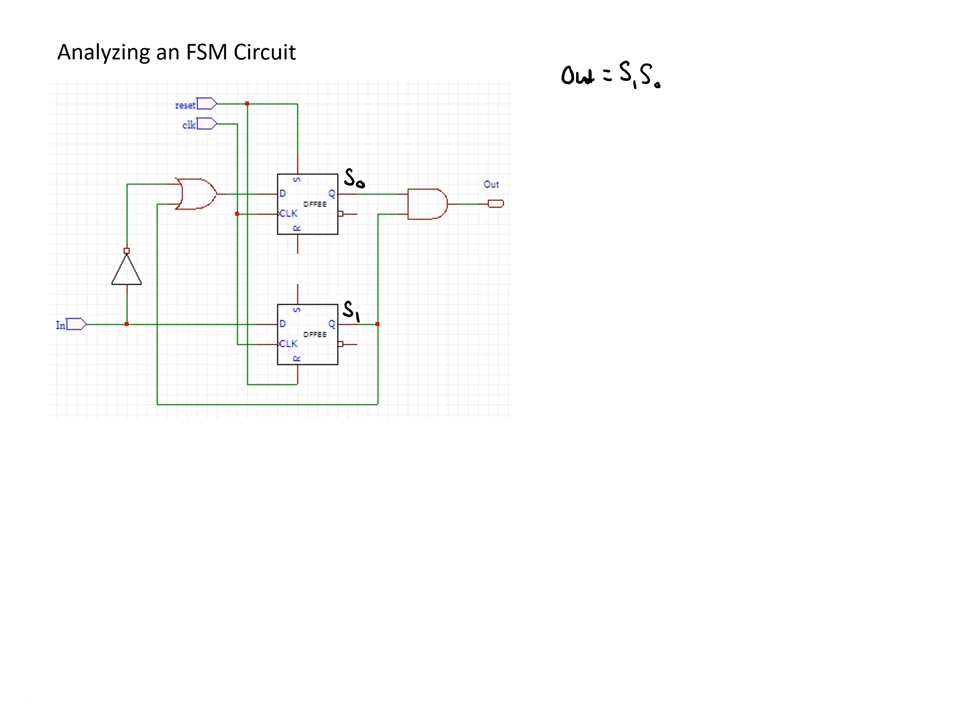 Analyzing an FSM Circuit
Out = S₁S₀
reset
clk
S
S₀
D
Q
DFFEE
CLK
R
Out
In
S
S₁
D
Q
DFFEE
CLK
R